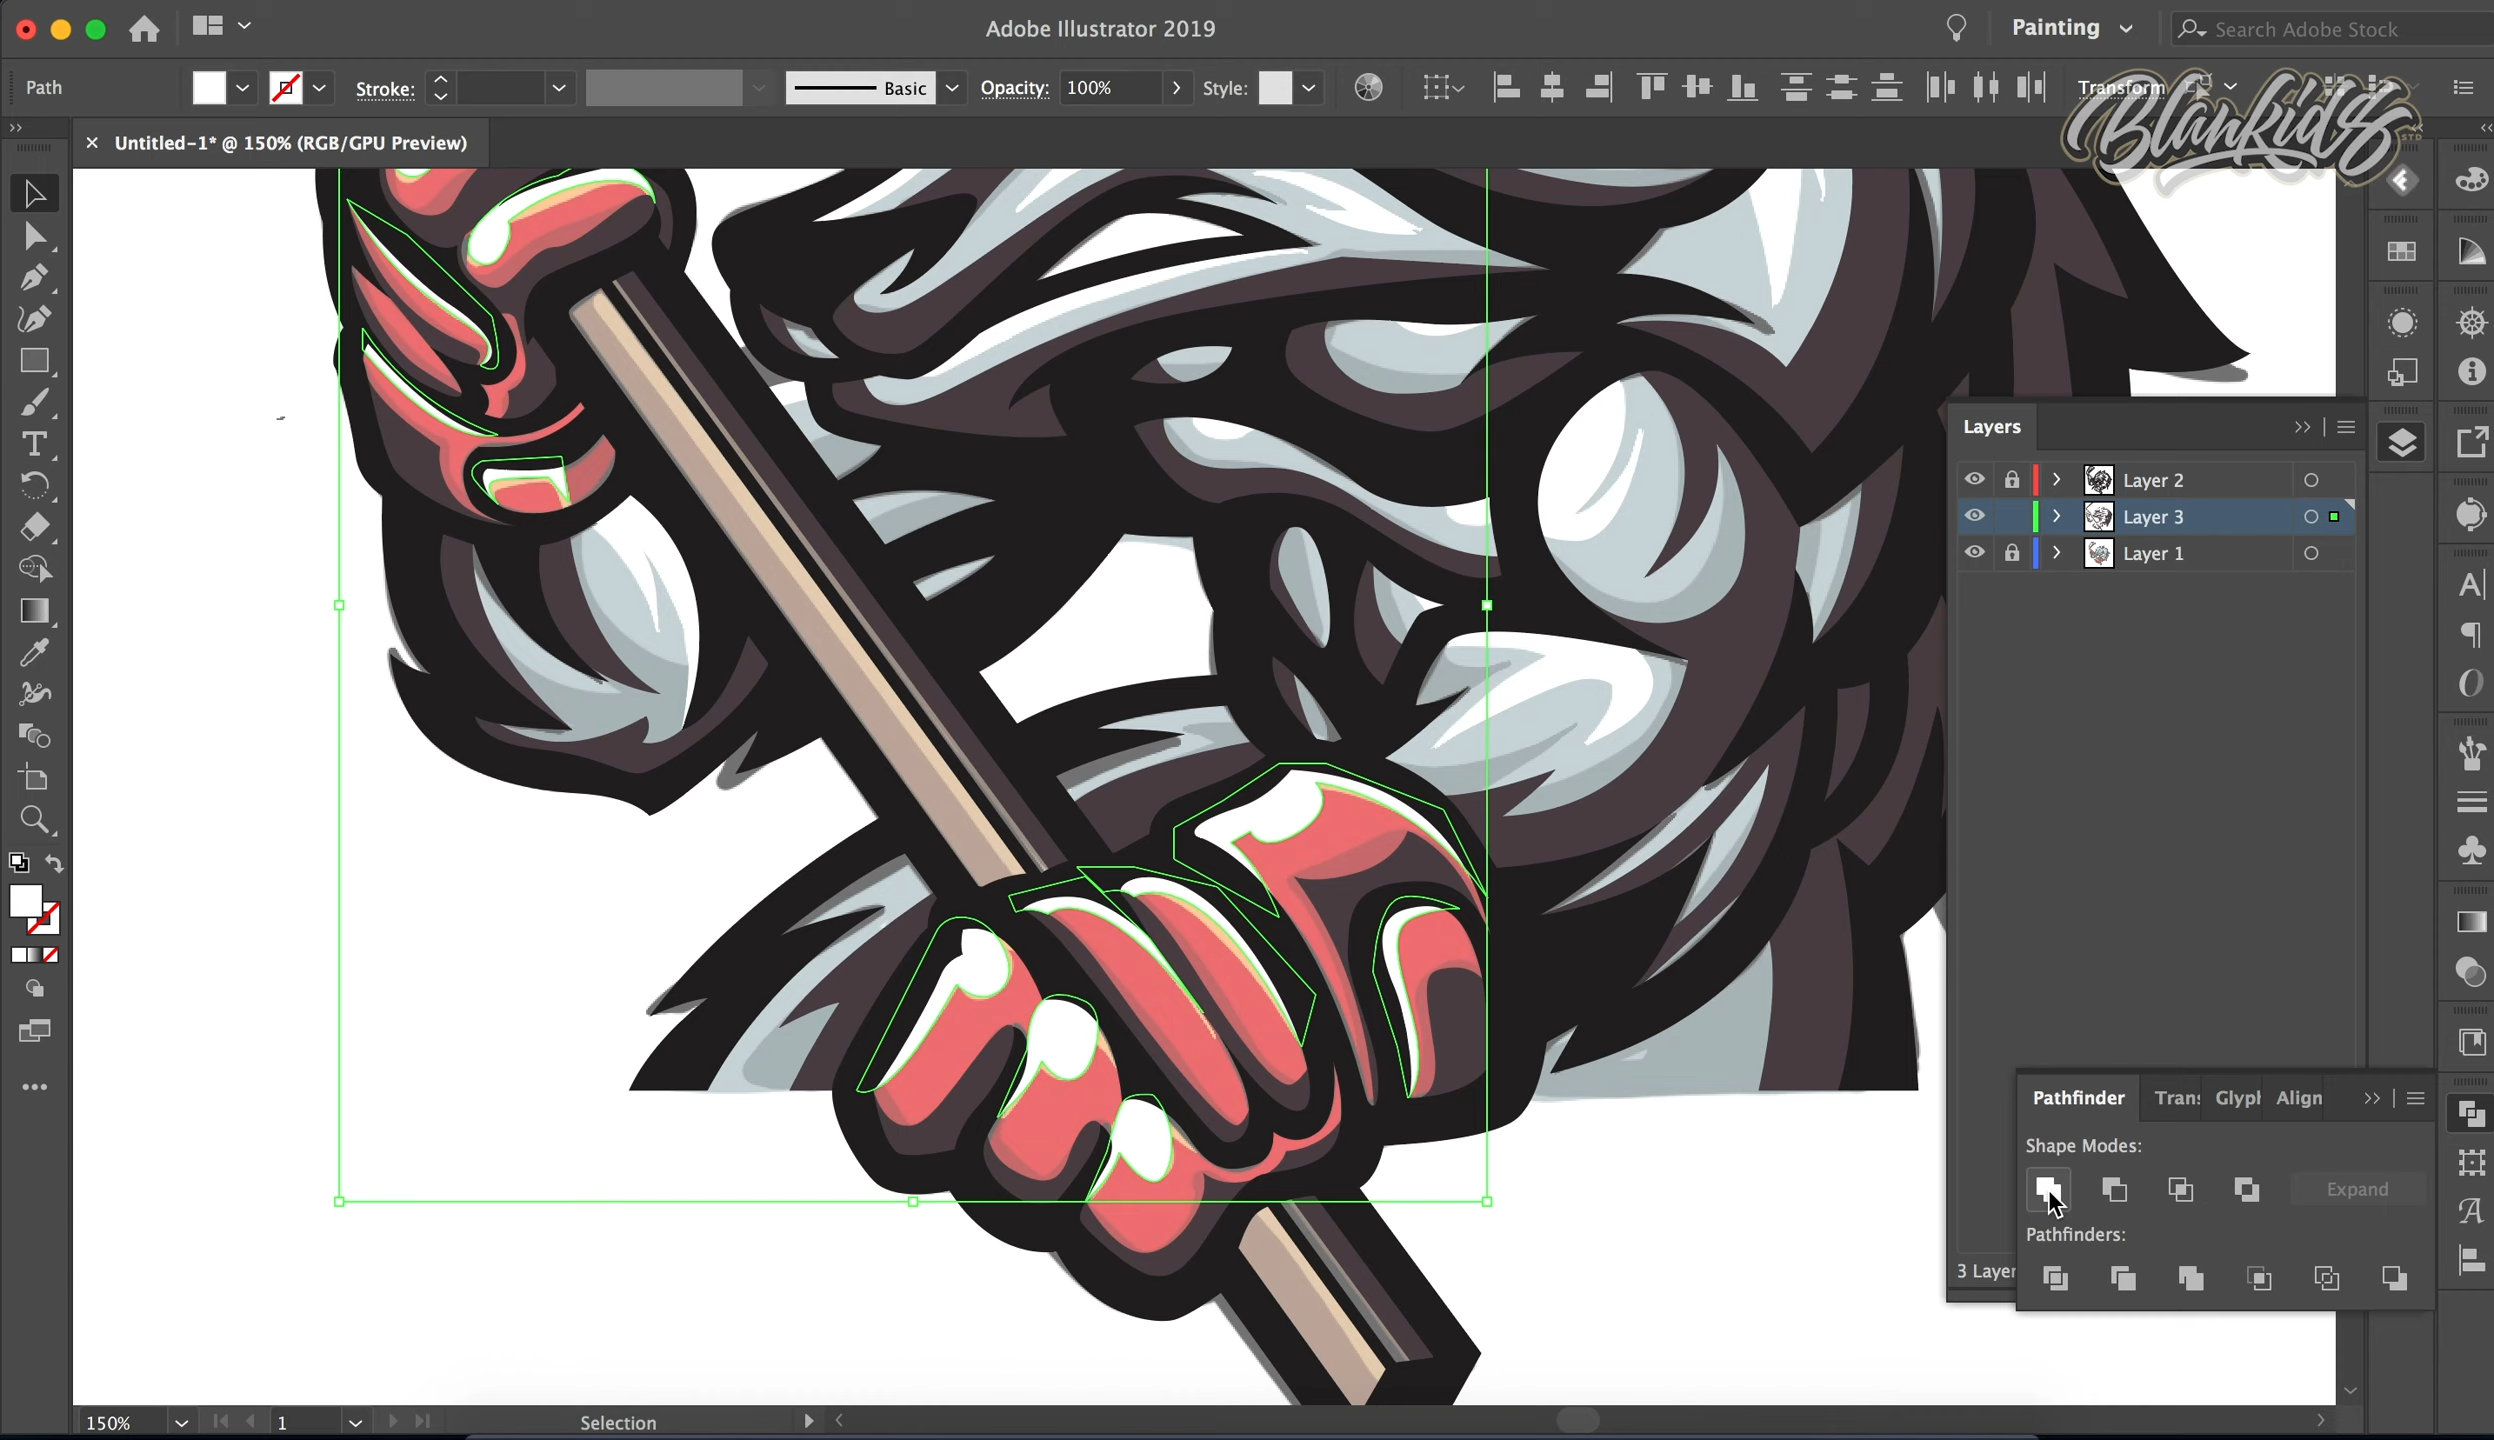 Adobe Illustrator 2019
Painting
Search Adobe Stock
Path
Stroke:
Basic
Opacity:
100%
Style:
Transform
Blankids
STD
× Untitled-1* @ 150% (RGB/GPU Preview)
Layers
Layer 2
Layer 3
Layer 1
3 Layer
Pathfinder
Trans
Glyph
Align
Shape Modes:
Expand
Pathfinders:
150%
1
Selection